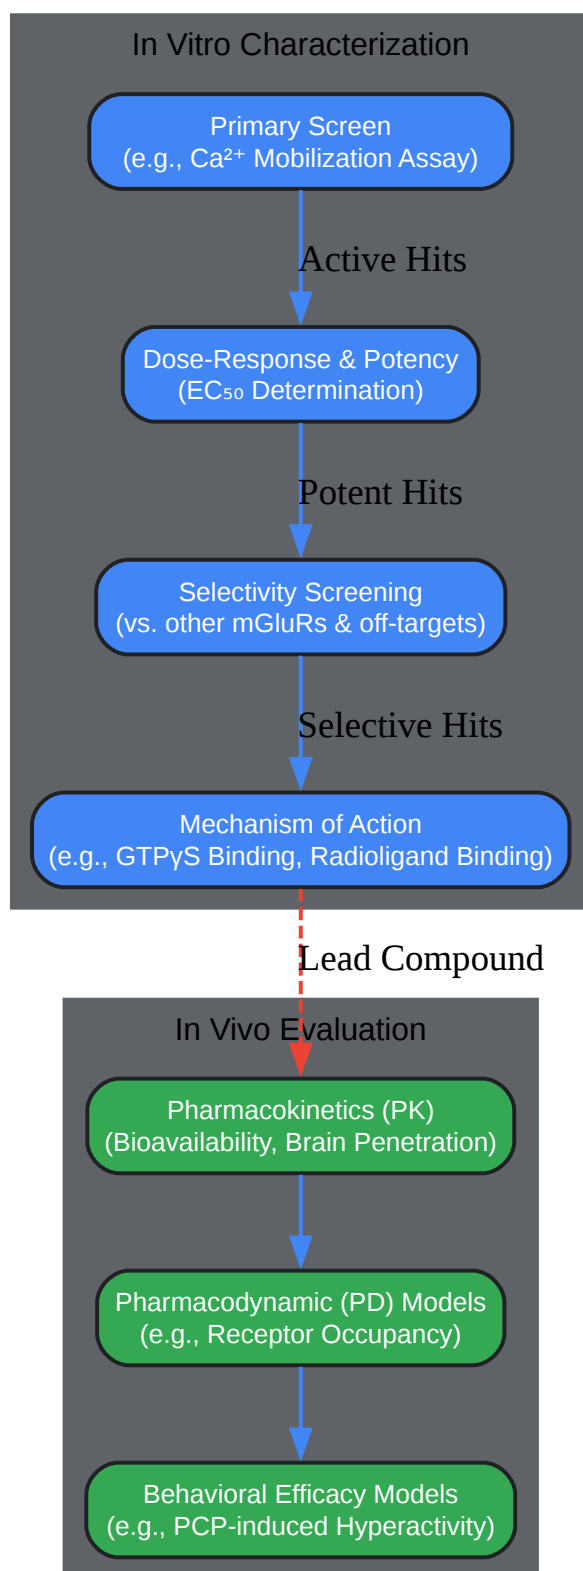 In Vitro Characterization
Primary Screen
(e.g., Ca²⁺ Mobilization Assay)
Active Hits
Dose-Response & Potency
(EC₅₀ Determination)
Potent Hits
Selectivity Screening
(vs. other mGluRs & off-targets)
Selective Hits
Mechanism of Action
(e.g., GTPγS Binding, Radioligand Binding)
Lead Compound
In Vivo Evaluation
Pharmacokinetics (PK)
(Bioavailability, Brain Penetration)
Pharmacodynamic (PD) Models
(e.g., Receptor Occupancy)
Behavioral Efficacy Models
(e.g., PCP-induced Hyperactivity)